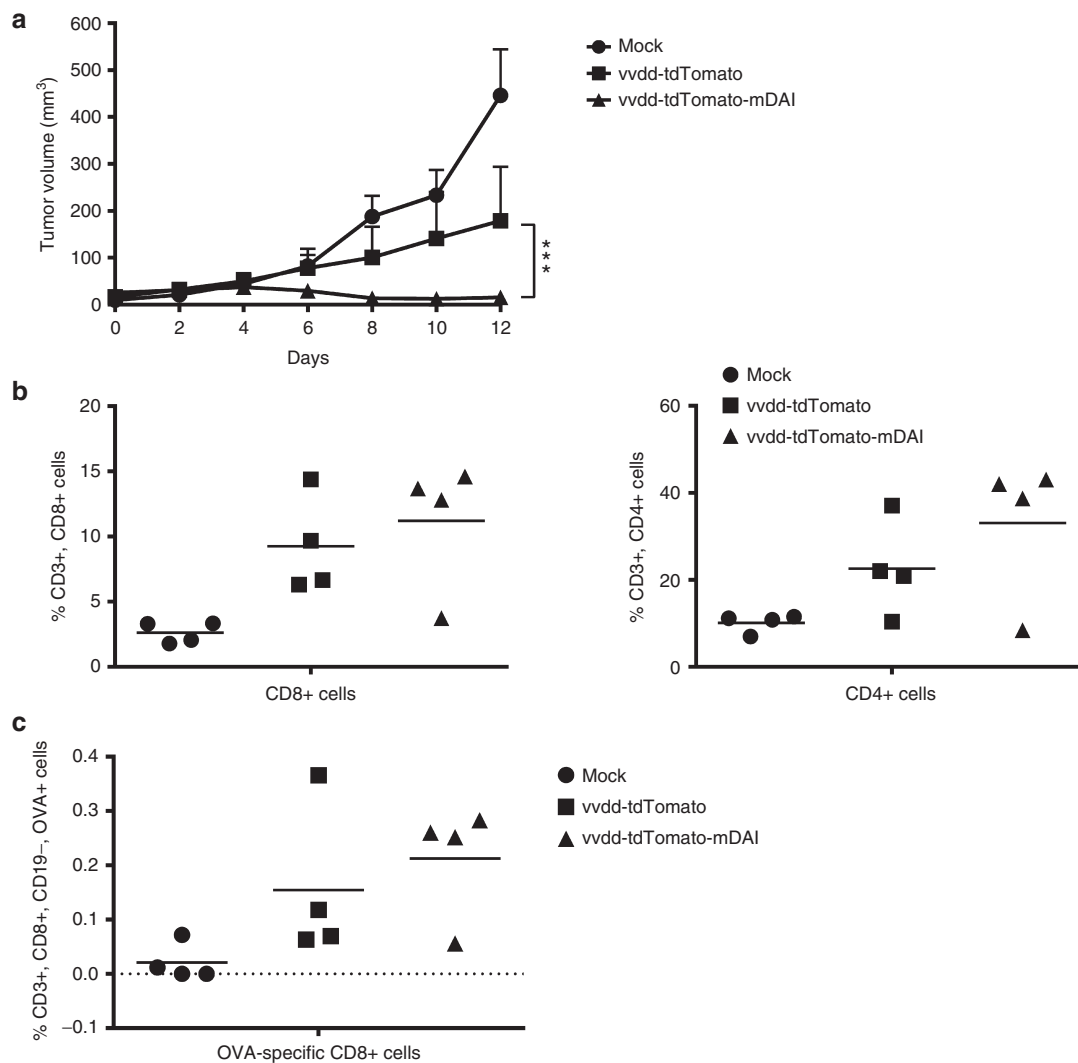 a
600
500
400
300
200
100
0
Tumor volume (mm³)
0 2 4 6 8 10 12
Days
Mock
vvdd-tdTomato
vvdd-tdTomato-mDAI
***
b
20
15
10
5
0
% CD3+, CD8+ cells
CD8+ cells
Mock
vvdd-tdTomato
vvdd-tdTomato-mDAI
60
40
20
0
% CD3+, CD4+ cells
CD4+ cells
c
0.4
0.3
0.2
0.1
0.0
−0.1
% CD3+, CD8+, CD19−, OVA+ cells
OVA-specific CD8+ cells
Mock
vvdd-tdTomato
vvdd-tdTomato-mDAI